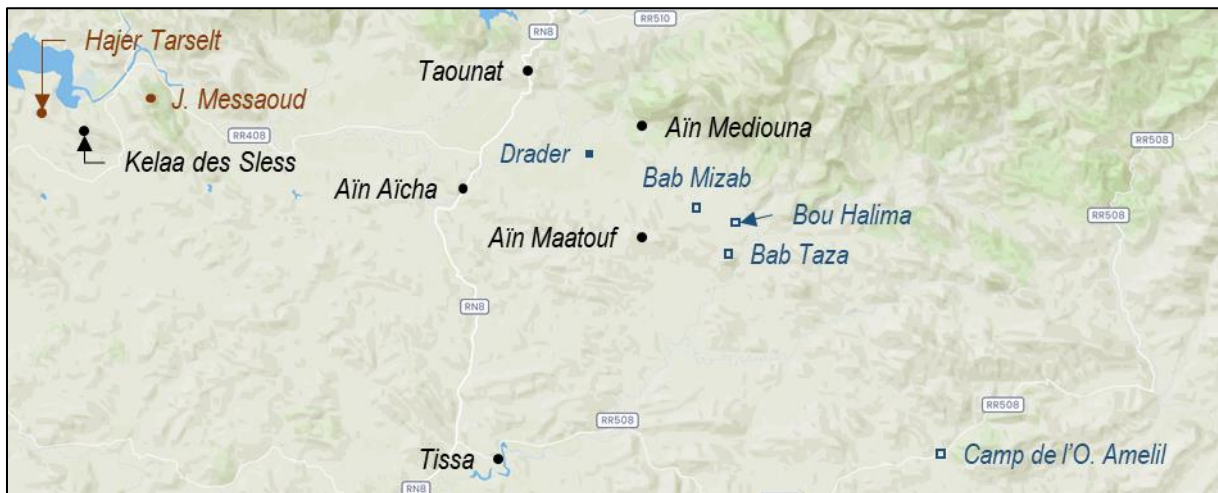 RR510
Hajer Tarselt
RN8
Taounat
J. Messaoud
Aïn Mediouna
RR508
RR408
Drader
Kelaa des Sless
Bab Mizab
Aïn Aïcha
Bou Halima
RR508
Aïn Maatouf
Bab Taza
RN8
RR508
RR508
Tissa
Camp de l'O. Amelil
RN8